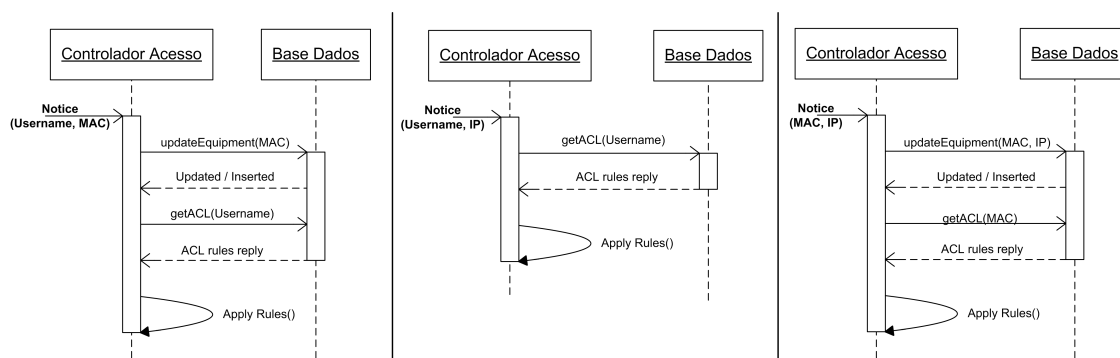 Controlador Acesso
Base Dados
Notice
(Username, MAC)
updateEquipment(MAC)
Updated / Inserted
getACL(Username)
ACL rules reply
Apply Rules()
Controlador Acesso
Base Dados
Notice
(Username, IP)
getACL(Username)
ACL rules reply
Apply Rules()
Controlador Acesso
Base Dados
Notice
(MAC, IP)
updateEquipment(MAC, IP)
Updated / Inserted
getACL(MAC)
ACL rules reply
Apply Rules()